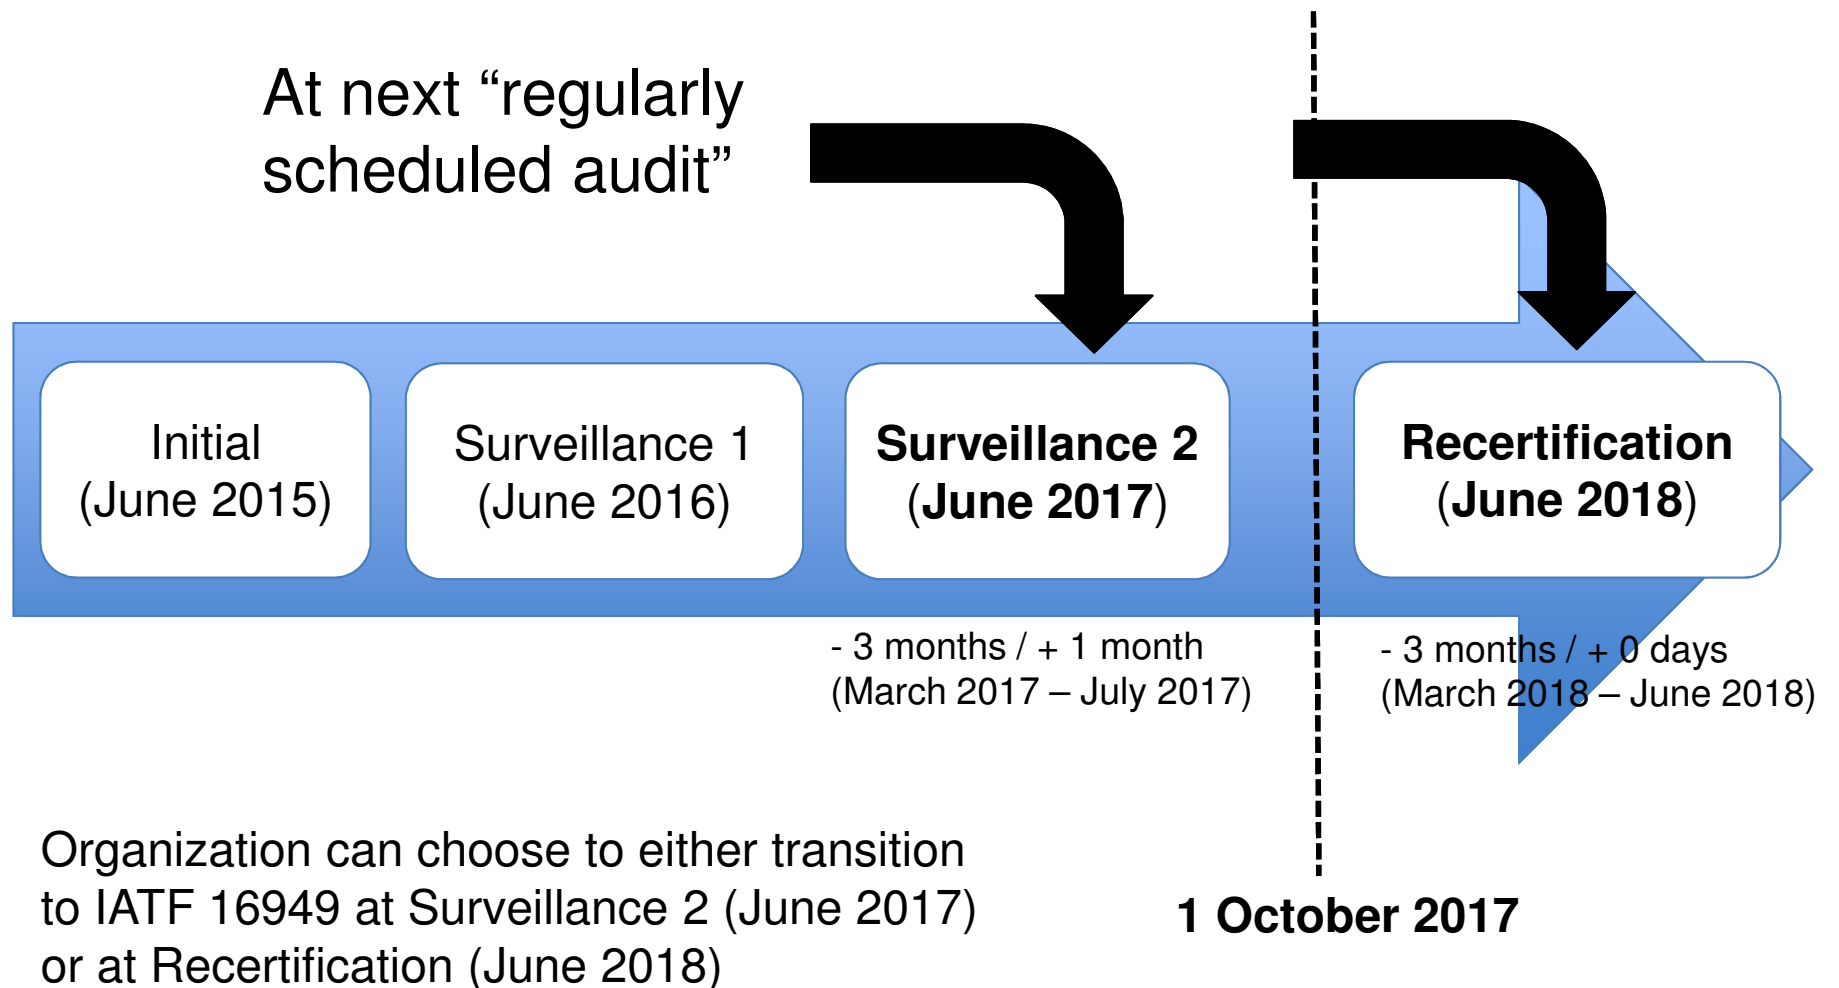 At next “regularly
scheduled audit”
Initial
(June 2015)
Surveillance 1
(June 2016)
Surveillance 2
(June 2017)
Recertification
(June 2018)
- 3 months / + 1 month
(March 2017 – July 2017)
- 3 months / + 0 days
(March 2018 – June 2018)
Organization can choose to either transition
to IATF 16949 at Surveillance 2 (June 2017)
or at Recertification (June 2018)
1 October 2017